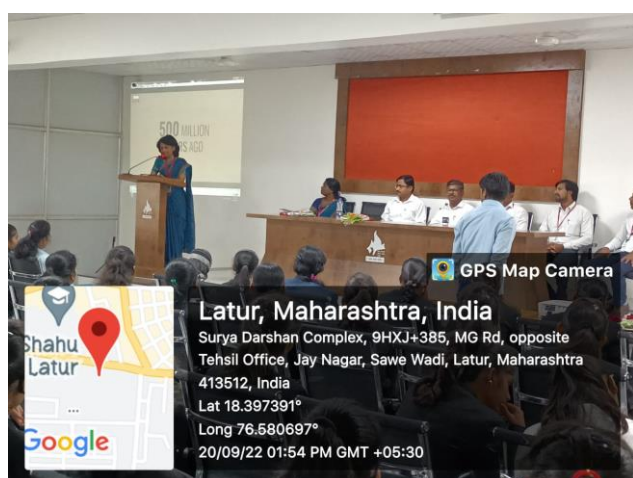 500 MILLION
AGO
GPS Map Camera
Shahu
Latur
...
Google
Latur, Maharashtra, India
Surya Darshan Complex, 9HXJ+385, MG Rd, opposite
Tehsil Office, Jay Nagar, Sawe Wadi, Latur, Maharashtra
413512, India
Lat 18.397391°
Long 76.580697°
20/09/22 01:54 PM GMT +05:30